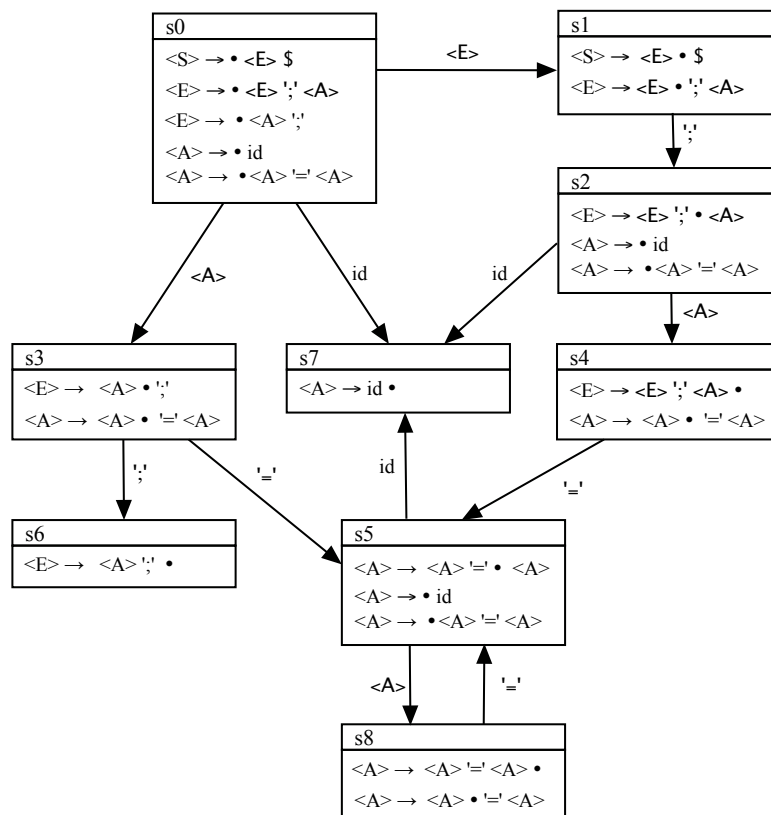 s0
<S> → • <E> $
<E> → • <E> ';' <A>
<E> → • <A> ';'
<A> → • id
<A> → • <A> '=' <A>
<E>
s1
<S> → <E> • $
<E> → <E> • ';' <A>
';'
s2
<E> → <E> ';' • <A>
<A> → • id
<A> → • <A> '=' <A>
<A>
id
id
<A>
s3
<E> → <A> • ';'
<A> → <A> • '=' <A>
s7
<A> → id •
s4
<E> → <E> ';' <A> •
<A> → <A> • '=' <A>
';'
'='
id
'='
s6
<E> → <A> ';' •
s5
<A> → <A> '=' • <A>
<A> → • id
<A> → • <A> '=' <A>
<A>
'='
s8
<A> → <A> '=' <A> •
<A> → <A> • '=' <A>